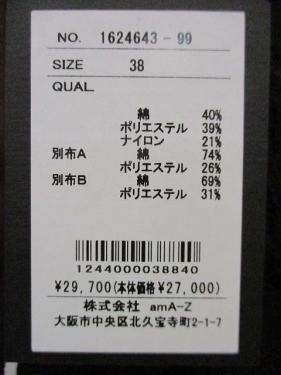 NO. 1624643-99
SIZE 38
QUAL.
綿 40%
ポリエステル 39%
ナイロン 21%
別布A 綿 74%
ポリエステル 26%
別布B 綿 69%
ポリエステル 31%
1244000038840
¥29,700(本体価格¥27,000)
株式会社 amA-Z
大阪市中央区北久宝寺町2-1-7